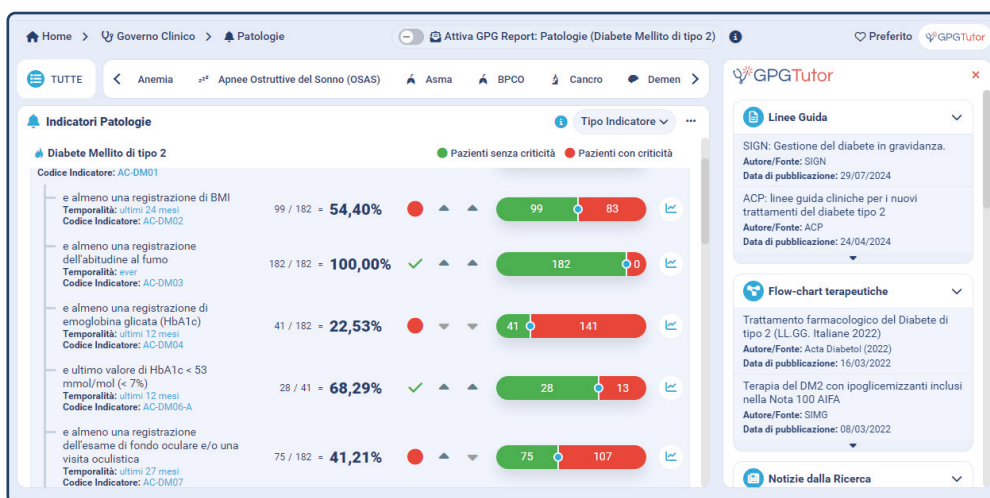 Home > Governo Clinico > Patologie
Attiva GPG Report: Patologie (Diabete Mellito di tipo 2)
Preferito
GPGTutor
TUTTE
Anemia
Apnee Ostruttive del Sonno (OSAS)
Asma
BPCO
Cancro
Demen
Indicatori Patologie
Tipo Indicatore
Diabete Mellito di tipo 2
Pazienti senza criticità
Pazienti con criticità
Codice Indicatore: AC-DM01
e almeno una registrazione di BMI
Temporalità: ultimi 24 mesi
Codice Indicatore: AC-DM02
99 / 182 = 54,40%
99
83
e almeno una registrazione
dell'abitudine al fumo
Temporalità: ever
Codice Indicatore: AC-DM03
182 / 182 = 100,00%
182
0
e almeno una registrazione di
emoglobina glicata (HbA1c)
Temporalità: ultimi 12 mesi
Codice Indicatore: AC-DM04
41 / 182 = 22,53%
41
141
e ultimo valore di HbA1c < 53
mmol/mol (< 7%)
Temporalità: ultimi 12 mesi
Codice Indicatore: AC-DM06-A
28 / 41 = 68,29%
28
13
e almeno una registrazione
dell'esame di fondo oculare e/o una
visita oculistica
Temporalità: ultimi 27 mesi
Codice Indicatore: AC-DM07
75 / 182 = 41,21%
75
107
GPGTutor
Linee Guida
SIGN: Gestione del diabete in gravidanza.
Autore/Fonte: SIGN
Data di pubblicazione: 29/07/2024
ACP: linee guida cliniche per i nuovi
trattamenti del diabete tipo 2
Autore/Fonte: ACP
Data di pubblicazione: 24/04/2024
Flow-chart terapeutiche
Trattamento farmacologico del Diabete di
tipo 2 (LL.GG. Italiane 2022)
Autore/Fonte: Acta Diabetol (2022)
Data di pubblicazione: 16/03/2022
Terapia del DM2 con ipoglicemizzanti inclusi
nella Nota 100 AIFA
Autore/Fonte: SIMG
Data di pubblicazione: 08/03/2022
Notizie dalla Ricerca